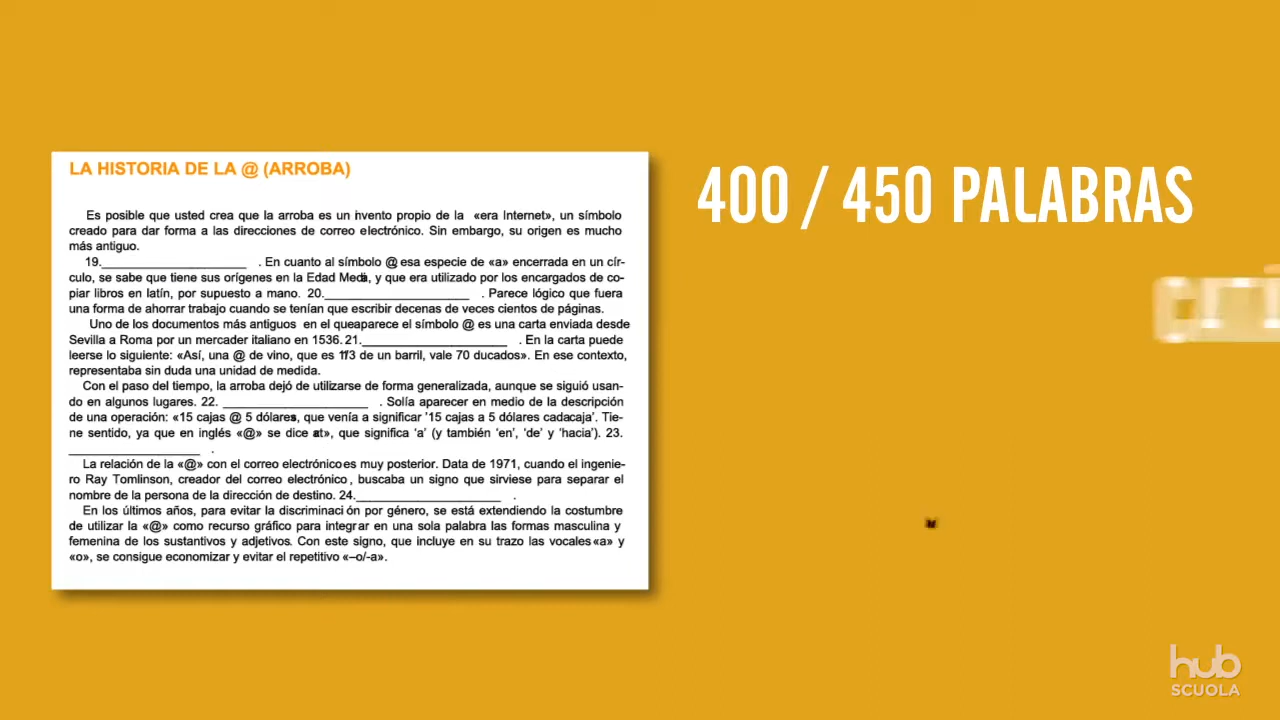 LA HISTORIA DE LA @ (ARROBA)
Es posible que usted crea que la arroba es un invento propio de la «era Internet», un símbolo
creado para dar forma a las direcciones de correo electrónico. Sin embargo, su origen es mucho
más antiguo.
19.____________________ . En cuanto al símbolo @, esa especie de «a» encerrada en un cír-
culo, se sabe que tiene sus orígenes en la Edad Media, y que era utilizado por los encargados de co-
piar libros en latín, por supuesto a mano. 20.____________________ . Parece lógico que fuera
una forma de ahorrar trabajo cuando se tenían que escribir decenas de veces cientos de páginas.
Uno de los documentos más antiguos en el que aparece el símbolo @ es una carta enviada desde
Sevilla a Roma por un mercader italiano en 1536. 21.____________________ . En la carta puede
leerse lo siguiente: «Así, una @ de vino, que es 1/13 de un barril, vale 70 ducados». En ese contexto,
representaba sin duda una unidad de medida.
Con el paso del tiempo, la arroba dejó de utilizarse de forma generalizada, aunque se siguió usan-
do en algunos lugares. 22. ____________________ . Solía aparecer en medio de la descripción
de una operación: «15 cajas @ 5 dólares», que venía a significar '15 cajas a 5 dólares cada caja'. Tie-
ne sentido, ya que en inglés «@» se dice «at», que significa 'a' (y también 'en', 'de' y 'hacia'). 23.
____________________ .
La relación de la «@» con el correo electrónico es muy posterior. Data de 1971, cuando el ingenie-
ro Ray Tomlinson, creador del correo electrónico, buscaba un signo que sirviese para separar el
nombre de la persona de la dirección de destino. 24.____________________ .
En los últimos años, para evitar la discriminación por género, se está extendiendo la costumbre
de utilizar la «@» como recurso gráfico para integrar en una sola palabra las formas masculina y
femenina de los sustantivos y adjetivos. Con este signo, que incluye en su trazo las vocales «a» y
«o», se consigue economizar y evitar el repetitivo «–o/-a».
400 / 450 PALABRAS
hub
SCUOLA